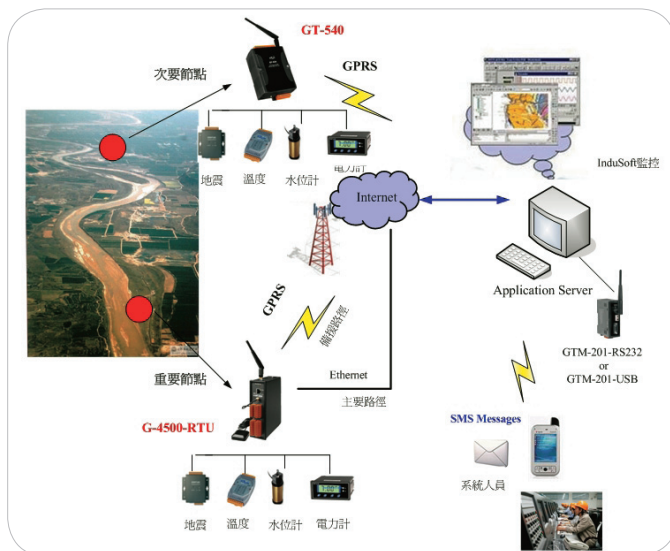 GT-540
次要節點
GPRS
地震
溫度
水位計
電力計
InduSoft監控
Internet
Application Server
GPRS
備援路徑
GTM-201-RS232
or
GTM-201-USB
重要節點
Ethernet
主要路徑
G-4500-RTU
SMS Messages
系統人員
地震
溫度
水位計
電力計